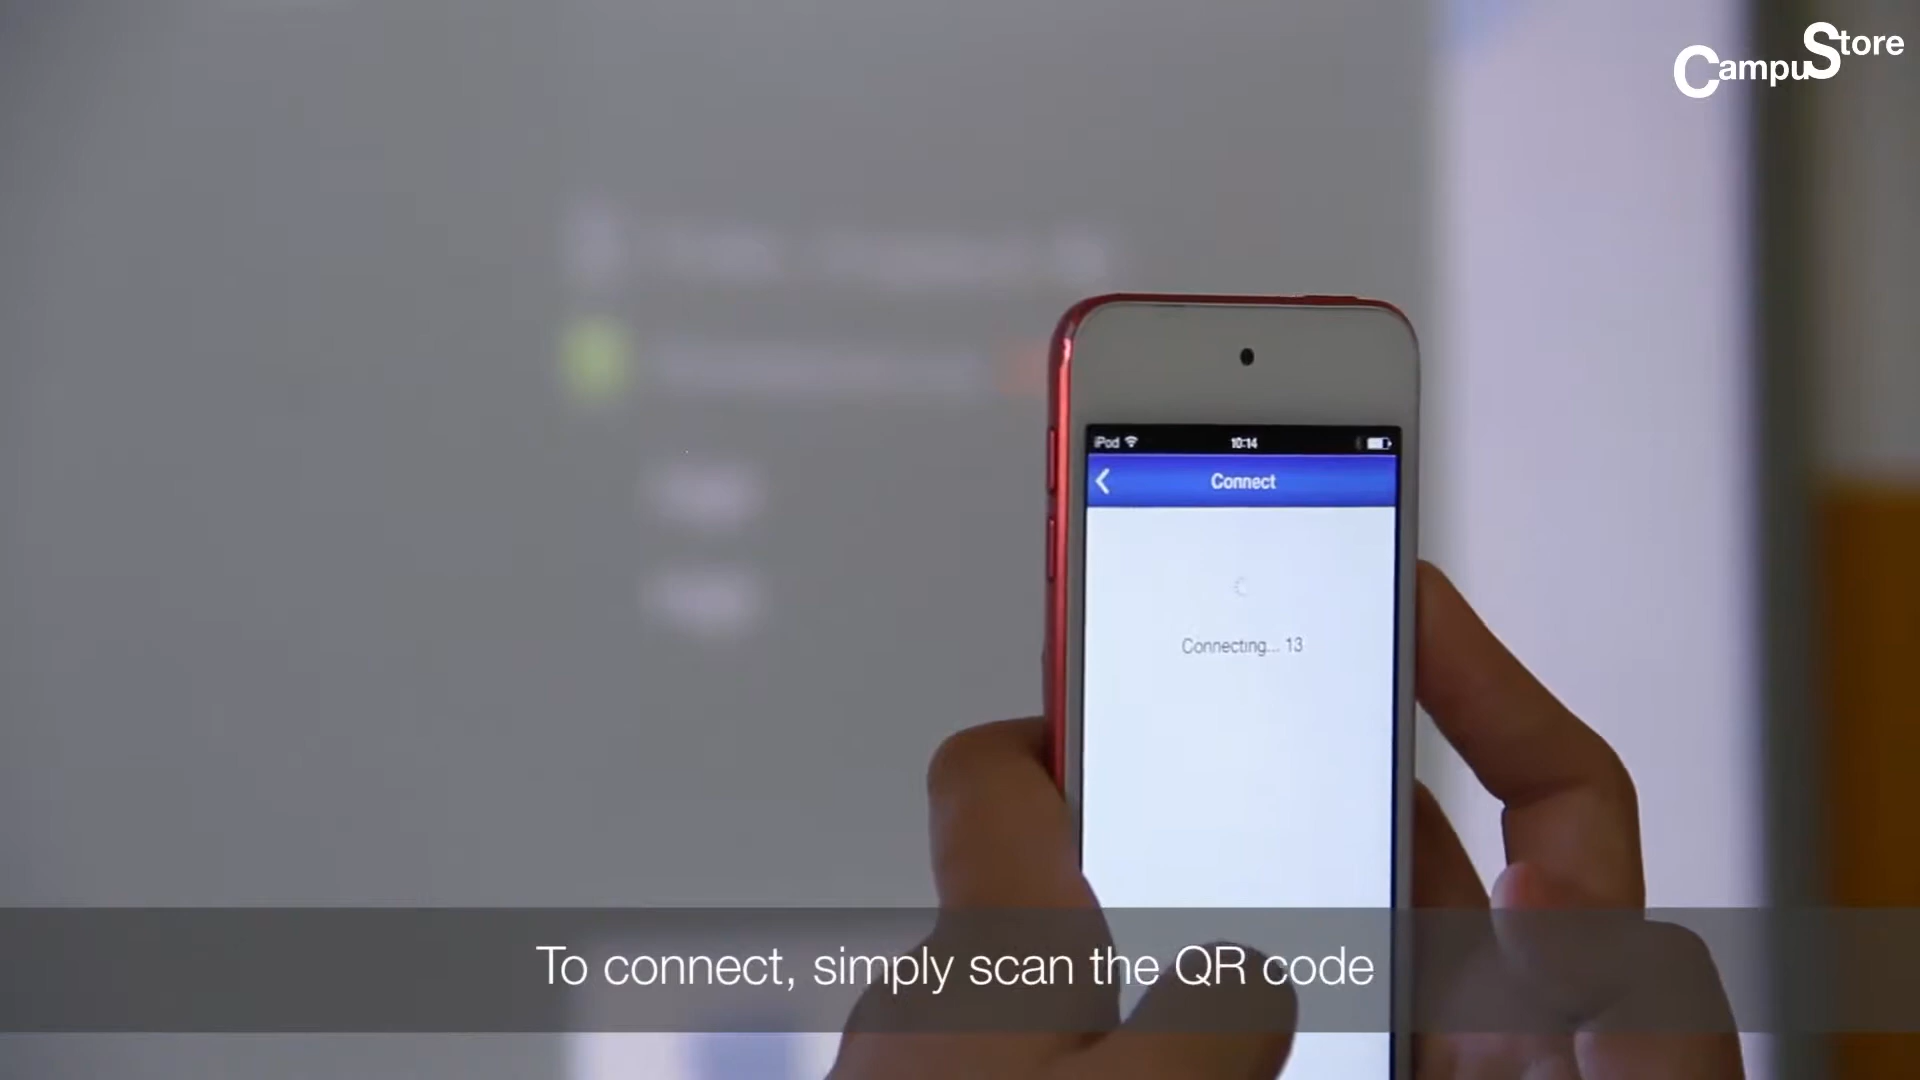 CampuStore
iPod 10:14
Connect
Connecting... 13
To connect, simply scan the QR code